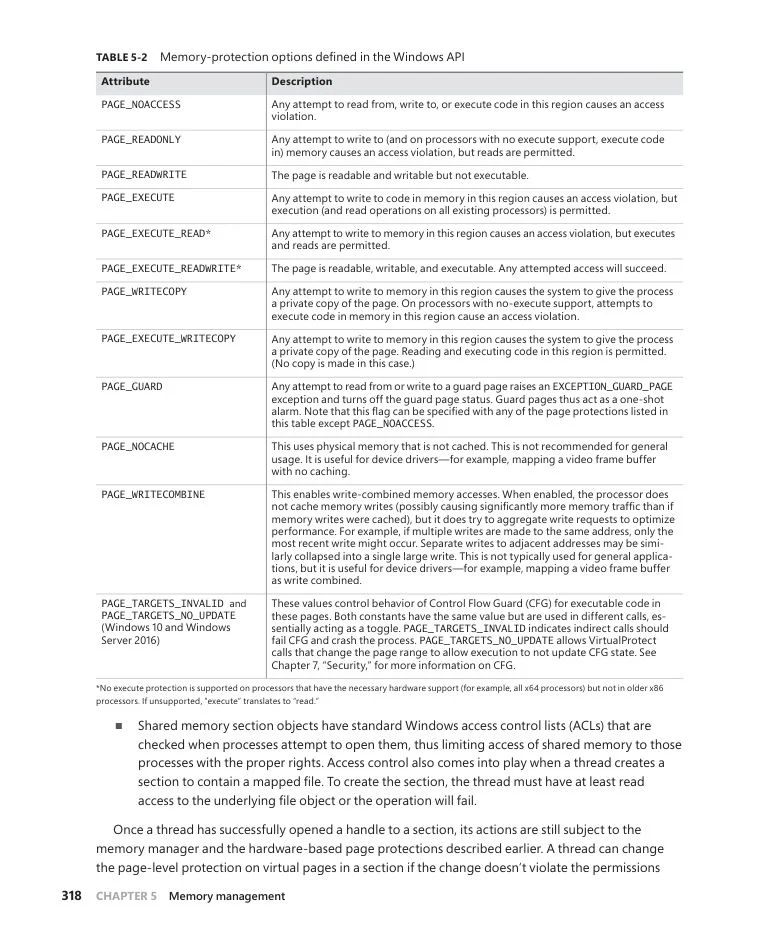 TABLE 5-2 Memory-protection options defined in the Windows API
Attribute Description
PAGE_NOACCESS Any attempt to read from, write to, or execute code in this region causes an access
violation.
PAGE_READONLY Any attempt to write to (and on processors with no execute support, execute code
in) memory causes an access violation, but reads are permitted.
PAGE_READWRITE The page is readable and writable but not executable.
PAGE_EXECUTE Any attempt to write to code in memory in this region causes an access violation, but
execution (and read operations on all existing processors) is permitted.
PAGE_EXECUTE_READ* Any attempt to write to memory in this region causes an access violation, but executes
and reads are permitted.
PAGE_EXECUTE_READWRITE* The page is readable, writable, and executable. Any attempted access will succeed.
PAGE_WRITECOPY Any attempt to write to memory in this region causes the system to give the process
a private copy of the page. On processors with no-execute support, attempts to
execute code in memory in this region cause an access violation.
PAGE_EXECUTE_WRITECOPY Any attempt to write to memory in this region causes the system to give the process
a private copy of the page. Reading and executing code in this region is permitted.
(No copy is made in this case.)
PAGE_GUARD Any attempt to read from or write to a guard page raises an EXCEPTION_GUARD_PAGE
exception and turns off the guard page status. Guard pages thus act as a one-shot
alarm. Note that this flag can be specified with any of the page protections listed in
this table except PAGE_NOACCESS.
PAGE_NOCACHE This uses physical memory that is not cached. This is not recommended for general
usage. It is useful for device drivers—for example, mapping a video frame buffer
with no caching.
PAGE_WRITECOMBINE This enables write-combined memory accesses. When enabled, the processor does
not cache memory writes (possibly causing significantly more memory traffic than if
memory writes were cached), but it does try to aggregate write requests to optimize
performance. For example, if multiple writes are made to the same address, only the
most recent write might occur. Separate writes to adjacent addresses may be simi-
larly collapsed into a single large write. This is not typically used for general applica-
tions, but it is useful for device drivers—for example, mapping a video frame buffer
as write combined.
PAGE_TARGETS_INVALID and These values control behavior of Control Flow Guard (CFG) for executable code in
PAGE_TARGETS_NO_UPDATE these pages. Both constants have the same value but are used in different calls, es-
(Windows 10 and Windows sentially acting as a toggle. PAGE_TARGETS_INVALID indicates indirect calls should
Server 2016) fail CFG and crash the process. PAGE_TARGETS_NO_UPDATE allows VirtualProtect
calls that change the page range to allow execution to not update CFG state. See
Chapter 7, "Security," for more information on CFG.
*No execute protection is supported on processors that have the necessary hardware support (for example, all x64 processors) but not in older x86
processors. If unsupported, "execute" translates to "read."
■ Shared memory section objects have standard Windows access control lists (ACLs) that are
checked when processes attempt to open them, thus limiting access of shared memory to those
processes with the proper rights. Access control also comes into play when a thread creates a
section to contain a mapped file. To create the section, the thread must have at least read
access to the underlying file object or the operation will fail.
Once a thread has successfully opened a handle to a section, its actions are still subject to the
memory manager and the hardware-based page protections described earlier. A thread can change
the page-level protection on virtual pages in a section if the change doesn't violate the permissions
318 CHAPTER 5 Memory management